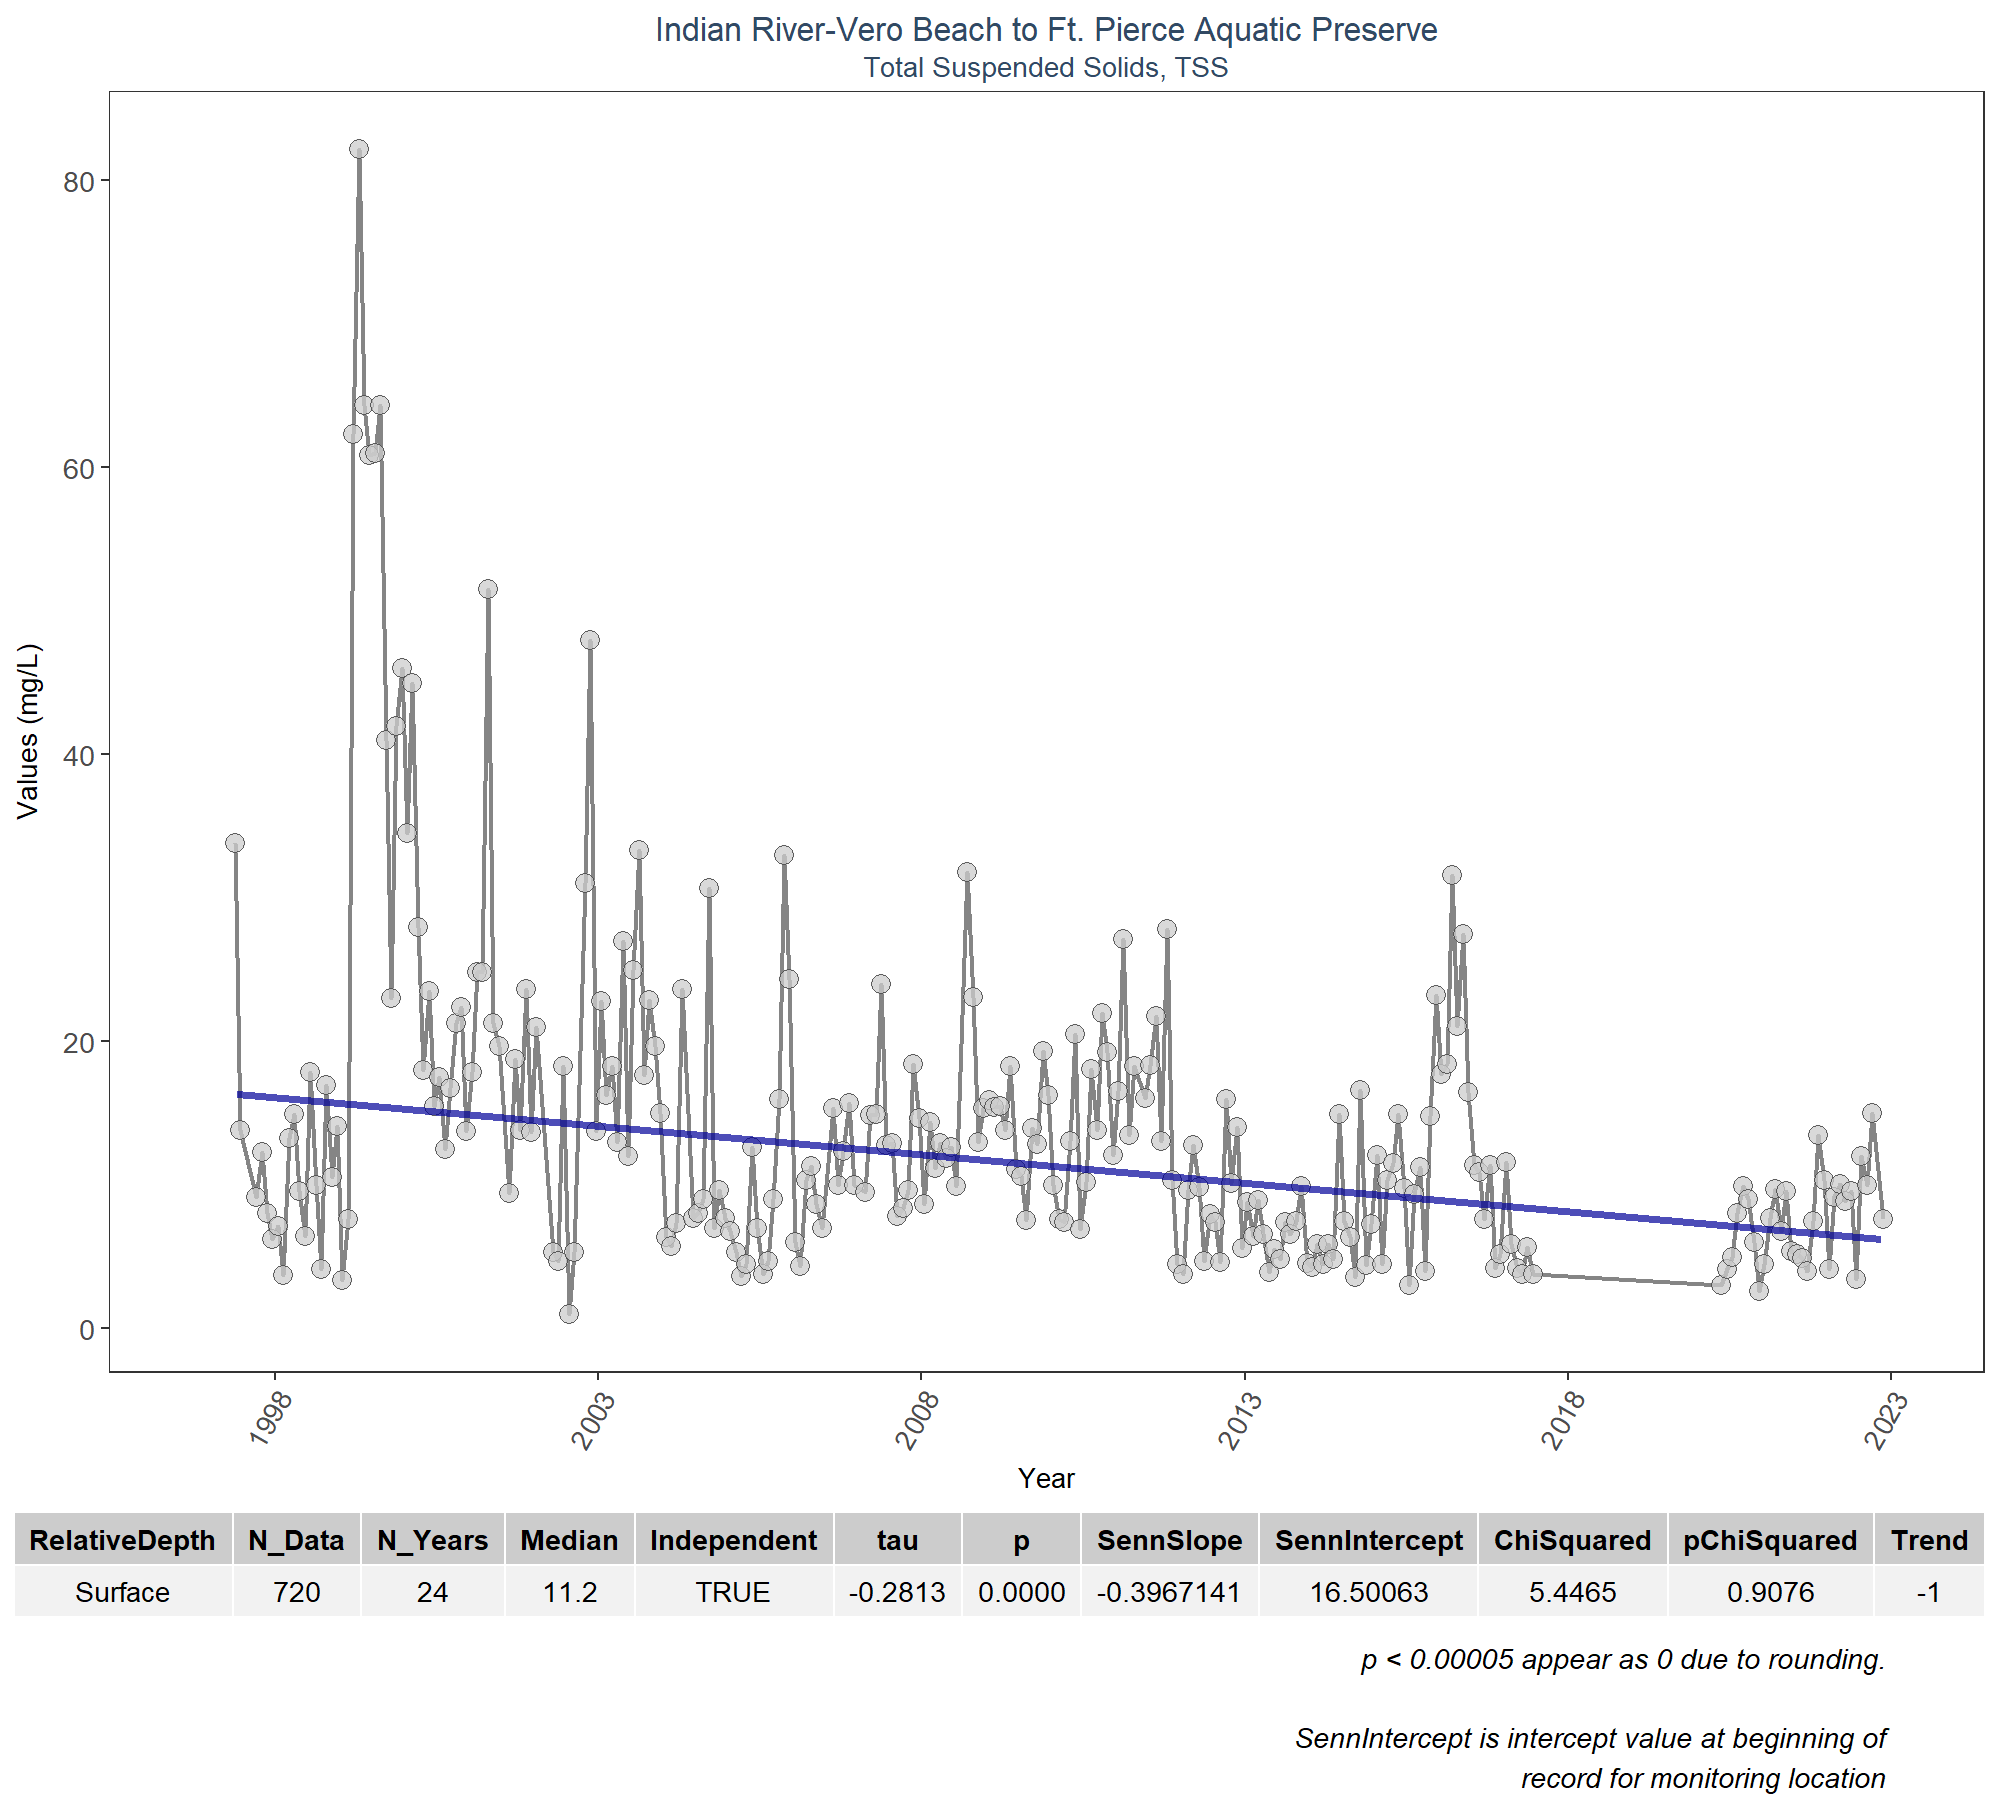 Indian River-Vero Beach to Ft. Pierce Aquatic Preserve
Total Suspended Solids, TSS
Values (mg/L)
80
60
40
20
0
1998 2003 2008 2013 2018 2023
Year
RelativeDepth N_Data N_Years Median Independent tau p SennSlope SennIntercept ChiSquared pChiSquared Trend
Surface 720 24 11.2 TRUE -0.2813 0.0000 -0.3967141 16.50063 5.4465 0.9076 -1
p < 0.00005 appear as 0 due to rounding.
SennIntercept is intercept value at beginning of
record for monitoring location